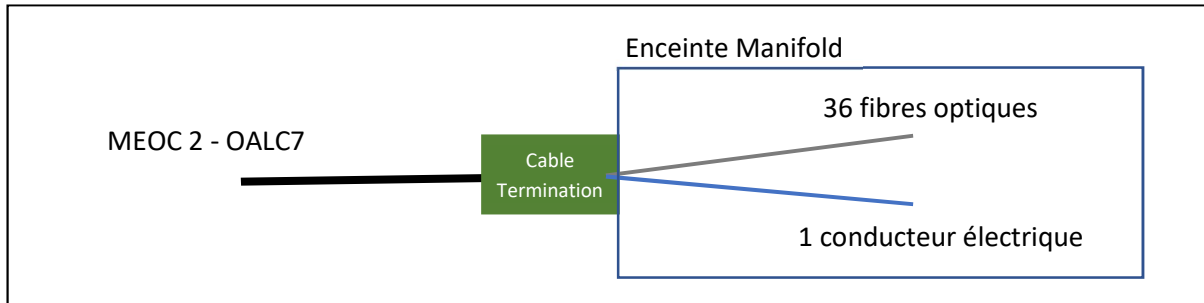 Enceinte Manifold
36 fibres optiques
MEOC 2 - OALC7
Cable
Termination
1 conducteur électrique